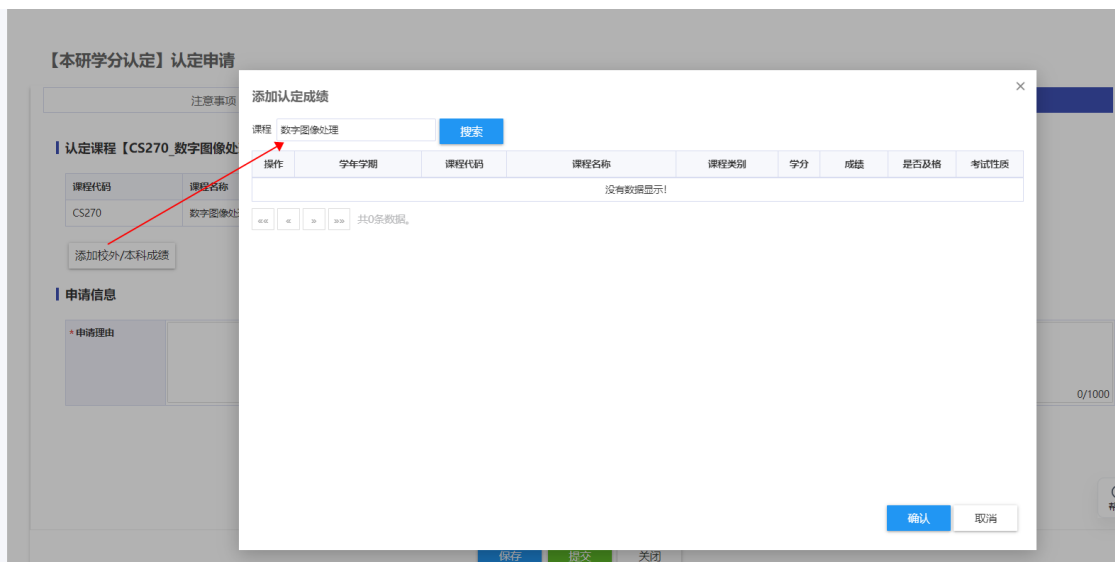 【本研学分认定】认定申请
注意事项
添加认定成绩
×
课程 数字图像处理 搜索
认定课程【CS270_数字图像处
操作 学年学期 课程代码 课程名称 课程类别 学分 成绩 是否及格 考试性质
没有数据显示!
课程代码 课程名称
CS270 数字图像处
«« « » »» 共0条数据。
添加校外/本科成绩
申请信息
*申请理由
0/1000
确认 取消
保存 提交 关闭